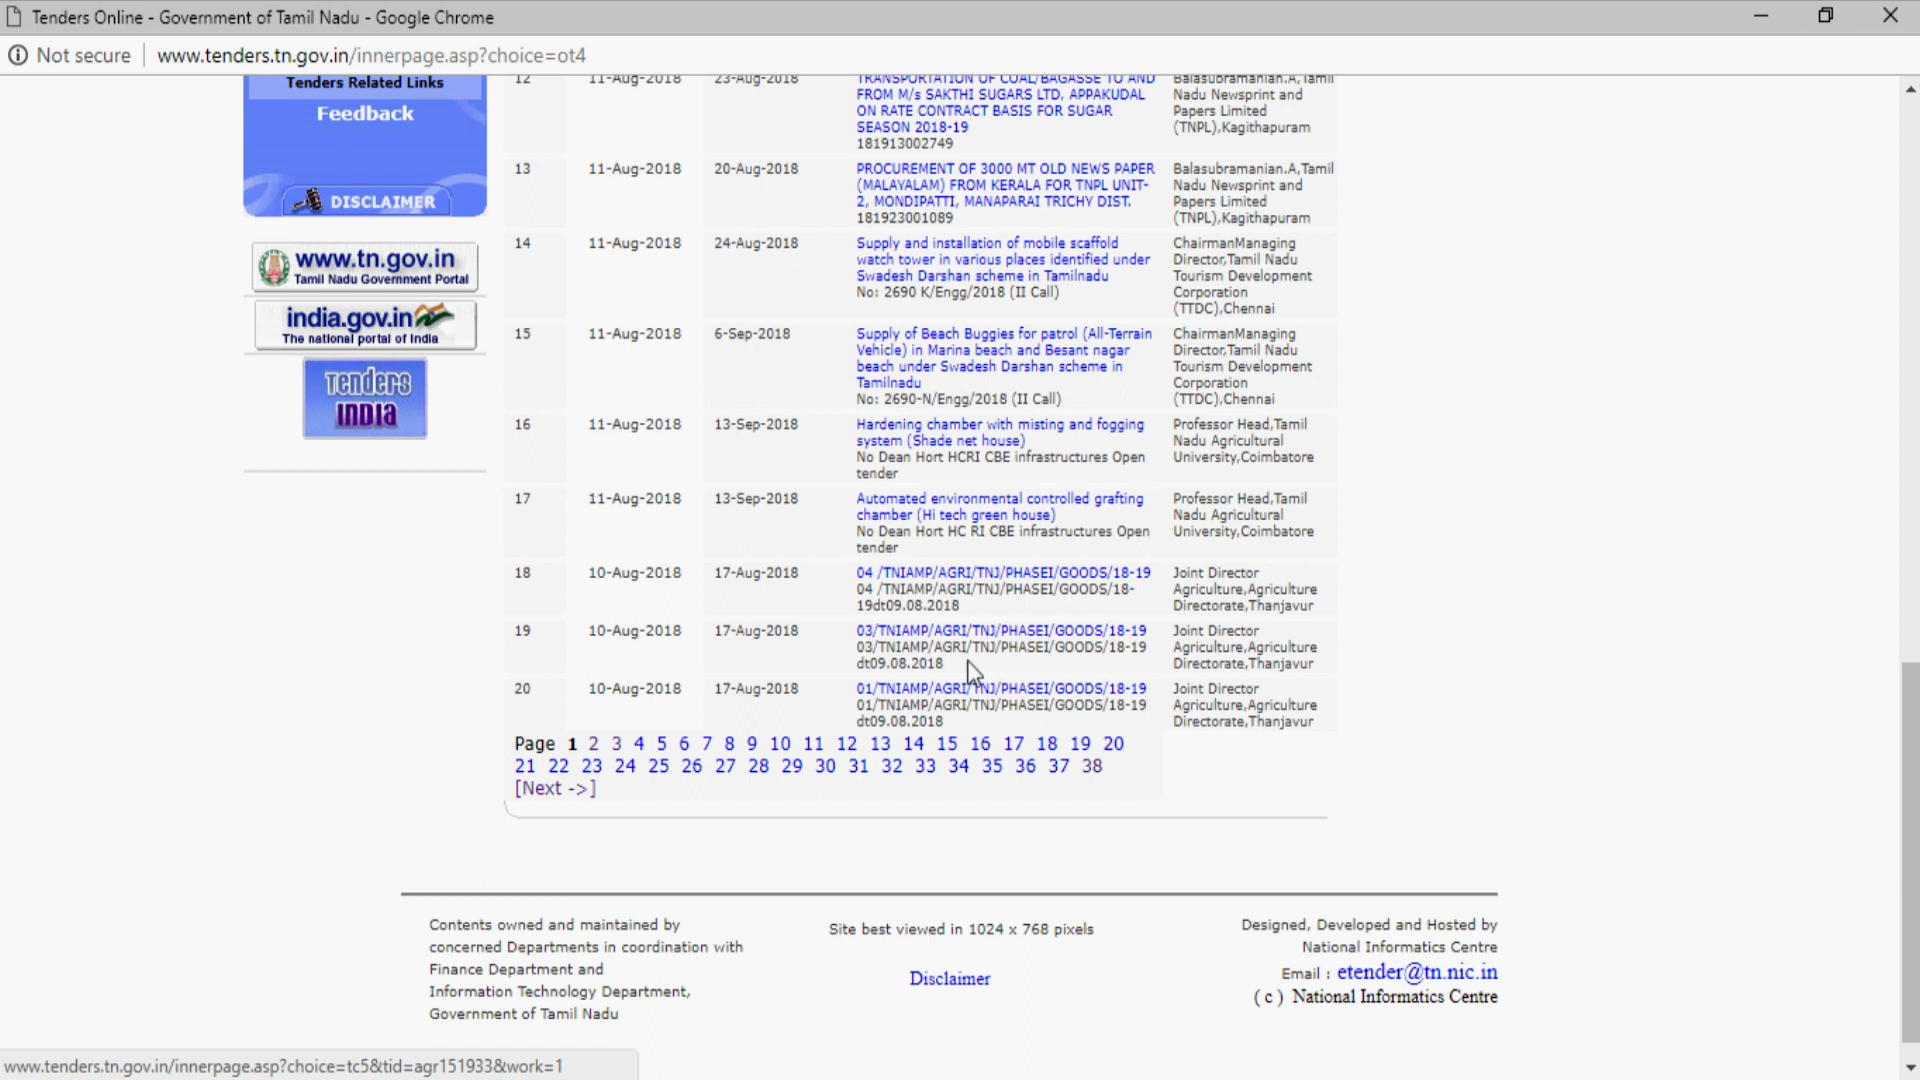 Tenders Online - Government of Tamil Nadu - Google Chrome
Not secure www.tenders.tn.gov.in/innerpage.asp?choice=ot4
Tenders Related Links
Feedback
DISCLAIMER
www.tn.gov.in
Tamil Nadu Government Portal
india.gov.in
The national portal of India
Tenders
INDIA
12 11-Aug-2018 23-Aug-2018 TRANSPORTATION OF COAL/BAGASSE TO AND Balasubramanian.A,Tamil
FROM M/s SAKTHI SUGARS LTD, APPAKUDAL Nadu Newsprint and
ON RATE CONTRACT BASIS FOR SUGAR Papers Limited
SEASON 2018-19 (TNPL),Kagithapuram
181913002749
13 11-Aug-2018 20-Aug-2018 PROCUREMENT OF 3000 MT OLD NEWS PAPER Balasubramanian.A,Tamil
(MALAYALAM) FROM KERALA FOR TNPL UNIT- Nadu Newsprint and
2, MONDIPATTI, MANAPARAI TRICHY DIST. Papers Limited
181923001089 (TNPL),Kagithapuram
14 11-Aug-2018 24-Aug-2018 Supply and installation of mobile scaffold ChairmanManaging
watch tower in various places identified under Director,Tamil Nadu
Swadesh Darshan scheme in Tamilnadu Tourism Development
No: 2690 K/Engg/2018 (II Call) Corporation
(TTDC),Chennai
15 11-Aug-2018 6-Sep-2018 Supply of Beach Buggies for patrol (All-Terrain ChairmanManaging
Vehicle) in Marina beach and Besant nagar Director,Tamil Nadu
beach under Swadesh Darshan scheme in Tourism Development
Tamilnadu Corporation
No: 2690-N/Engg/2018 (II Call) (TTDC),Chennai
16 11-Aug-2018 13-Sep-2018 Hardening chamber with misting and fogging Professor Head,Tamil
system (Shade net house) Nadu Agricultural
No Dean Hort HCRI CBE infrastructures Open University,Coimbatore
tender
17 11-Aug-2018 13-Sep-2018 Automated environmental controlled grafting Professor Head,Tamil
chamber (Hi tech green house) Nadu Agricultural
No Dean Hort HC RI CBE infrastructures Open University,Coimbatore
tender
18 10-Aug-2018 17-Aug-2018 04 /TNIAMP/AGRI/TNJ/PHASEI/GOODS/18-19 Joint Director
04 /TNIAMP/AGRI/TNJ/PHASEI/GOODS/18- Agriculture,Agriculture
19dt09.08.2018 Directorate,Thanjavur
19 10-Aug-2018 17-Aug-2018 03/TNIAMP/AGRI/TNJ/PHASEI/GOODS/18-19 Joint Director
03/TNIAMP/AGRI/TNJ/PHASEI/GOODS/18-19 Agriculture,Agriculture
dt09.08.2018 Directorate,Thanjavur
20 10-Aug-2018 17-Aug-2018 01/TNIAMP/AGRI/TNJ/PHASEI/GOODS/18-19 Joint Director
01/TNIAMP/AGRI/TNJ/PHASEI/GOODS/18-19 Agriculture,Agriculture
dt09.08.2018 Directorate,Thanjavur
Page 1 2 3 4 5 6 7 8 9 10 11 12 13 14 15 16 17 18 19 20
21 22 23 24 25 26 27 28 29 30 31 32 33 34 35 36 37 38
[Next ->]
Contents owned and maintained by
concerned Departments in coordination with
Finance Department and
Information Technology Department,
Government of Tamil Nadu
Site best viewed in 1024 x 768 pixels
Disclaimer
Designed, Developed and Hosted by
National Informatics Centre
Email : etender@tn.nic.in
( c ) National Informatics Centre
www.tenders.tn.gov.in/innerpage.asp?choice=tc5&tid=agr151933&work=1